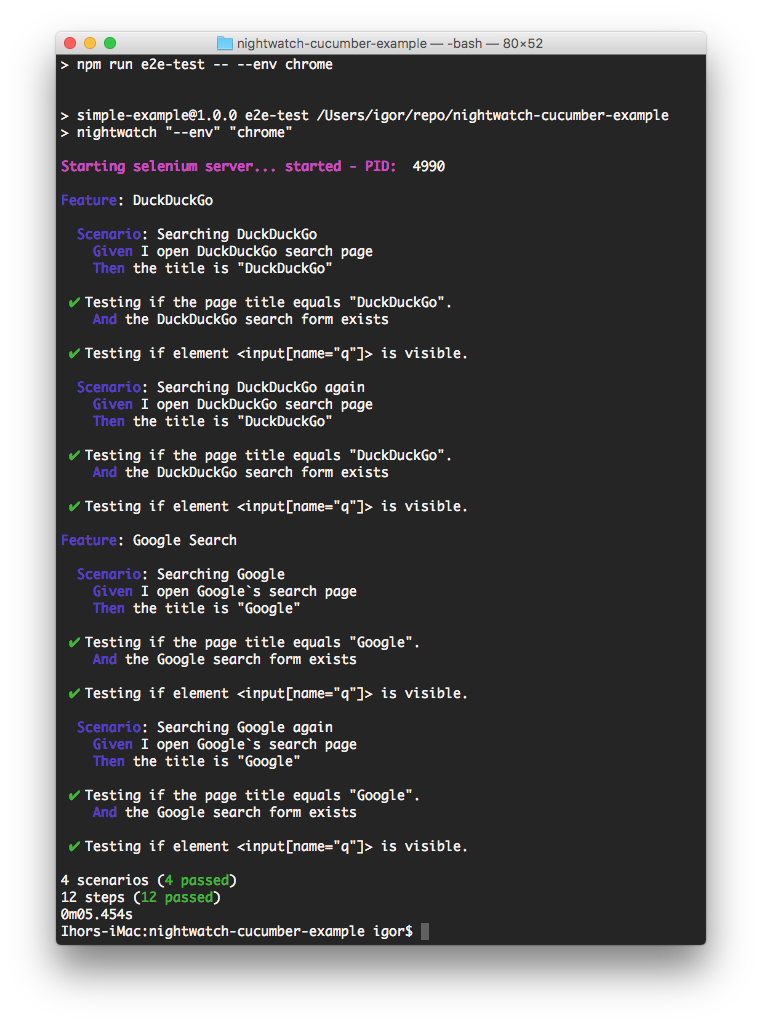 nightwatch-cucumber-example — -bash — 80×52
> npm run e2e-test -- --env chrome
> simple-example@1.0.0 e2e-test /Users/igor/repo/nightwatch-cucumber-example
> nightwatch "--env" "chrome"
Starting selenium server... started - PID:  4990
Feature: DuckDuckGo
Scenario: Searching DuckDuckGo
Given I open DuckDuckGo search page
Then the title is "DuckDuckGo"
✔ Testing if the page title equals "DuckDuckGo".
And the DuckDuckGo search form exists
✔ Testing if element <input[name="q"]> is visible.
Scenario: Searching DuckDuckGo again
Given I open DuckDuckGo search page
Then the title is "DuckDuckGo"
✔ Testing if the page title equals "DuckDuckGo".
And the DuckDuckGo search form exists
✔ Testing if element <input[name="q"]> is visible.
Feature: Google Search
Scenario: Searching Google
Given I open Google`s search page
Then the title is "Google"
✔ Testing if the page title equals "Google".
And the Google search form exists
✔ Testing if element <input[name="q"]> is visible.
Scenario: Searching Google again
Given I open Google`s search page
Then the title is "Google"
✔ Testing if the page title equals "Google".
And the Google search form exists
✔ Testing if element <input[name="q"]> is visible.
4 scenarios (4 passed)
12 steps (12 passed)
0m05.454s
Ihors-iMac:nightwatch-cucumber-example igor$